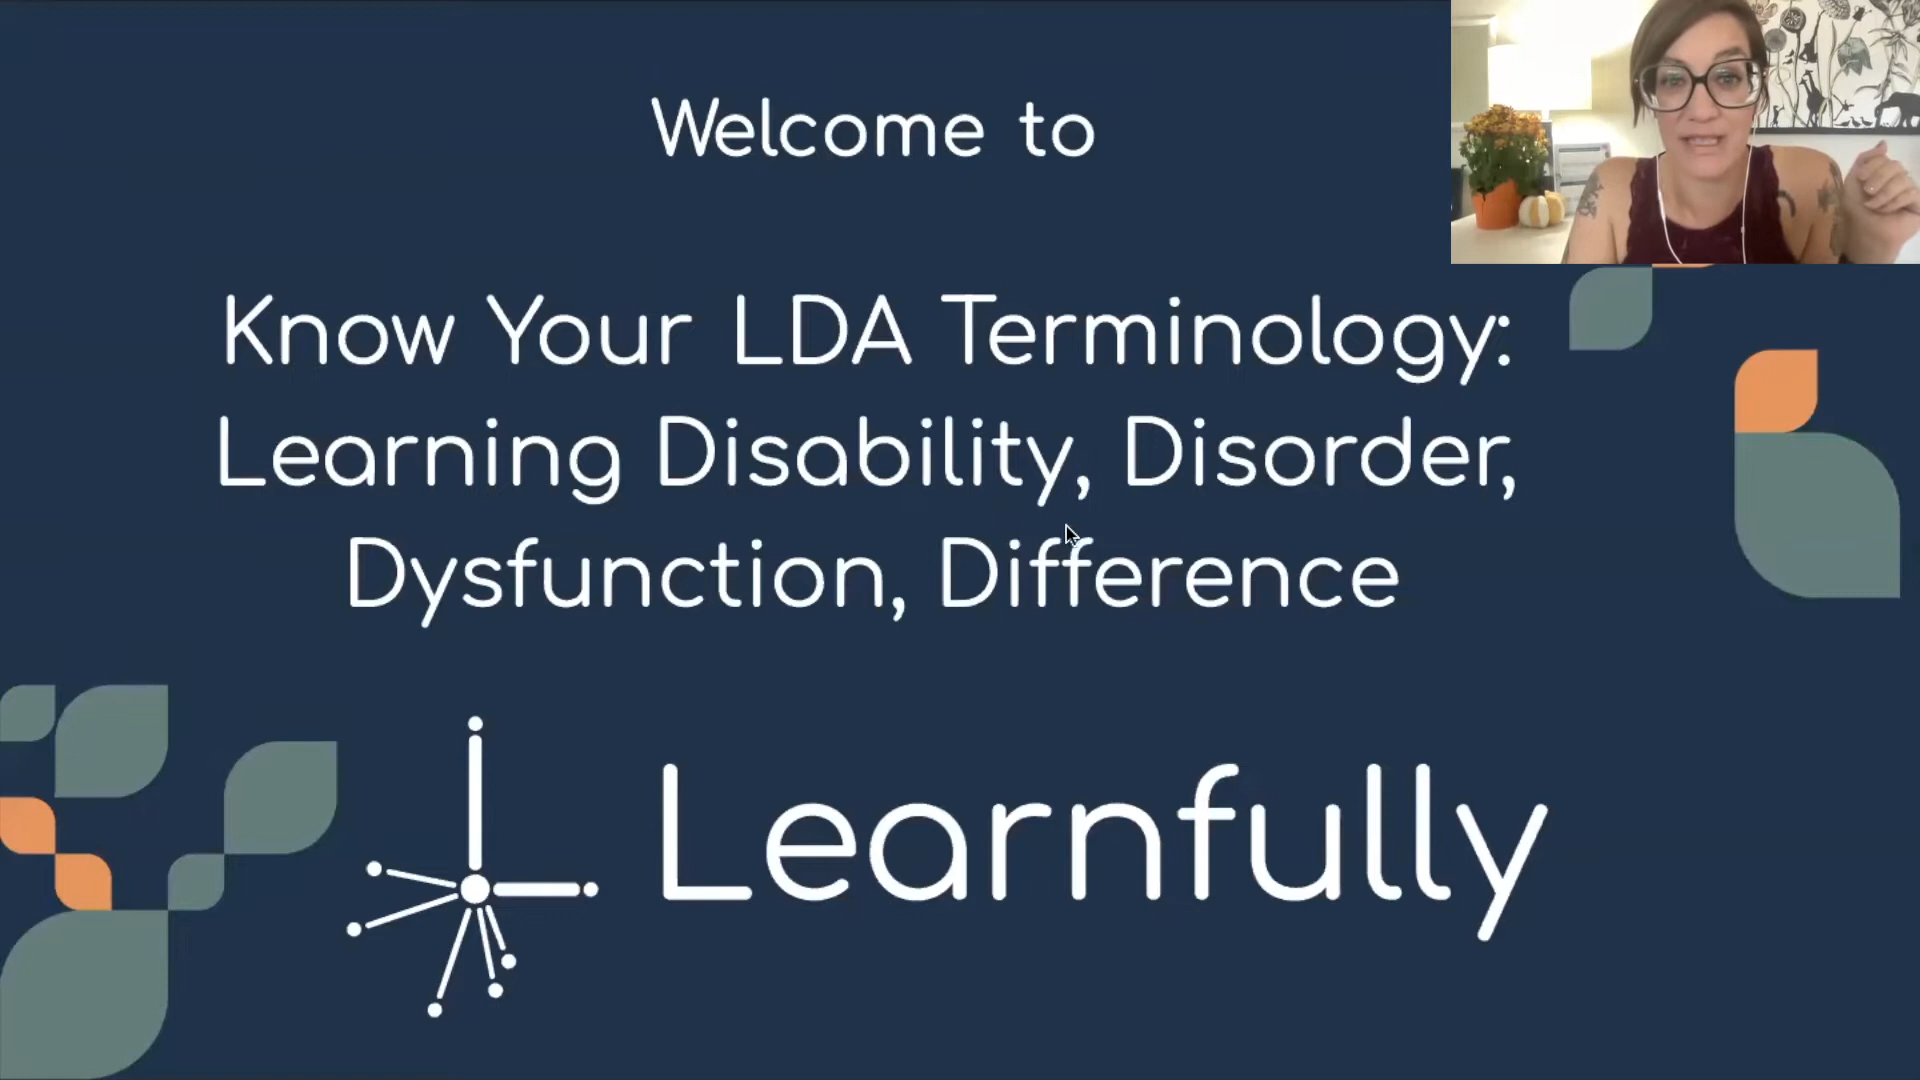 Welcome to
Know Your LDA Terminology:
Learning Disability, Disorder,
Dysfunction, Difference
Learnfully